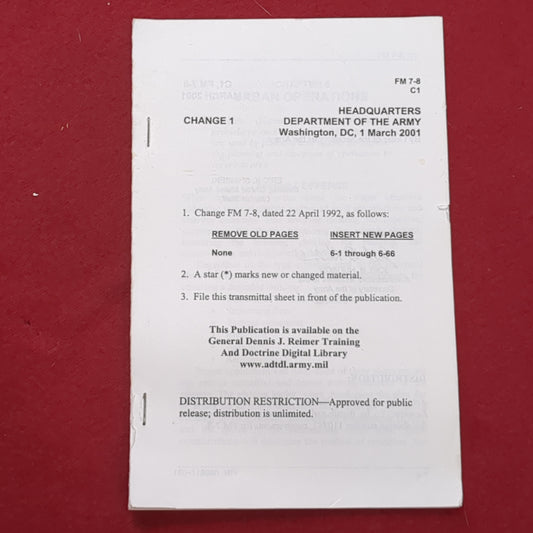 FM 7-8
C1
HEADQUARTERS
CHANGE 1 DEPARTMENT OF THE ARMY
Washington, DC, 1 March 2001
1. Change FM 7-8, dated 22 April 1992, as follows:
REMOVE OLD PAGES INSERT NEW PAGES
None 6-1 through 6-66
2. A star (*) marks new or changed material.
3. File this transmittal sheet in front of the publication.
This Publication is available on the
General Dennis J. Reimer Training
And Doctrine Digital Library
www.adtdl.army.mil
DISTRIBUTION RESTRICTION—Approved for public
release; distribution is unlimited.